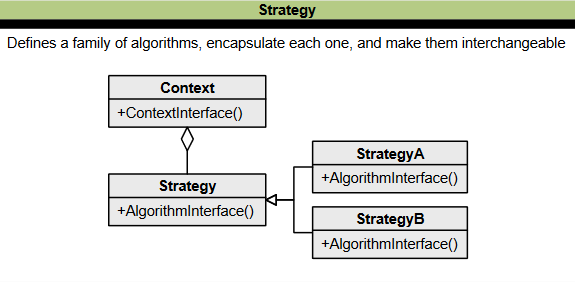 Strategy
Defines a family of algorithms, encapsulate each one, and make them interchangeable
Context
+ContextInterface()
Strategy
+AlgorithmInterface()
StrategyA
+AlgorithmInterface()
StrategyB
+AlgorithmInterface()